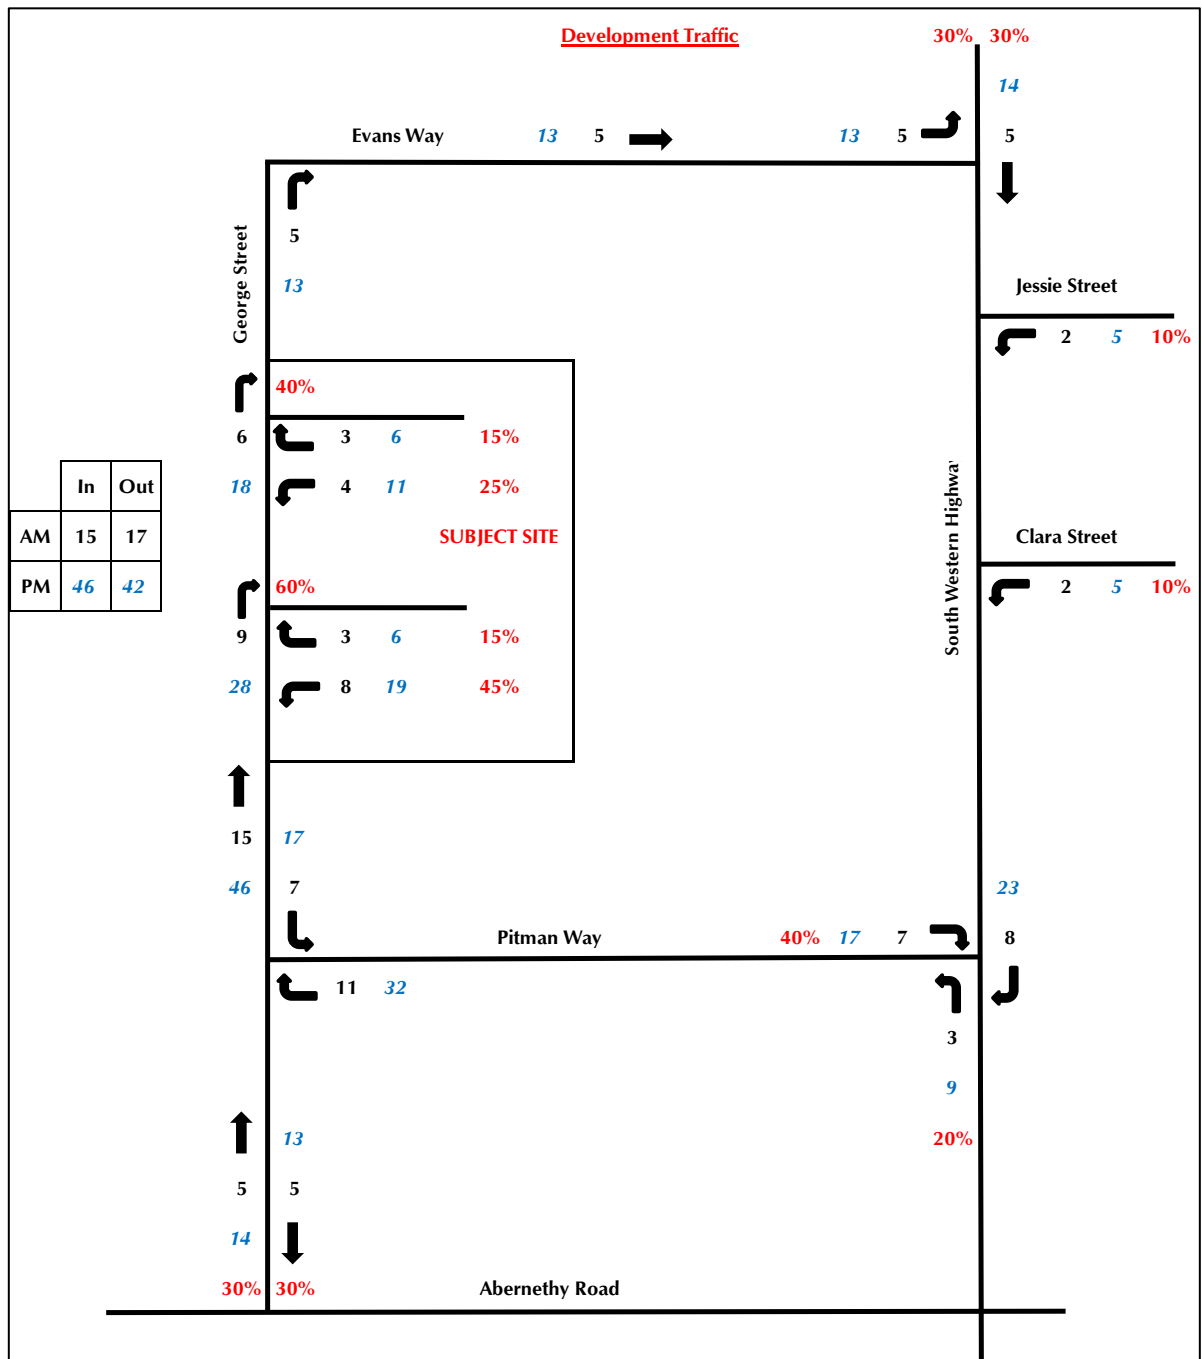 Development Traffic
30% 30%
14
Evans Way 13 5 13 5 5
5
George Street
13
Jessie Street
2 5 10%
40%
6 3 6 15%
In Out
18 4 11 25%
AM 15 17
SUBJECT SITE
South Western Highwa
Clara Street
PM 46 42
60%
2 5 10%
9 3 6 15%
28 8 19 45%
15 17
46 7 23
Pitman Way 40% 17 7 8
11 32
3
9
13 20%
5 5
14
30% 30% Abernethy Road